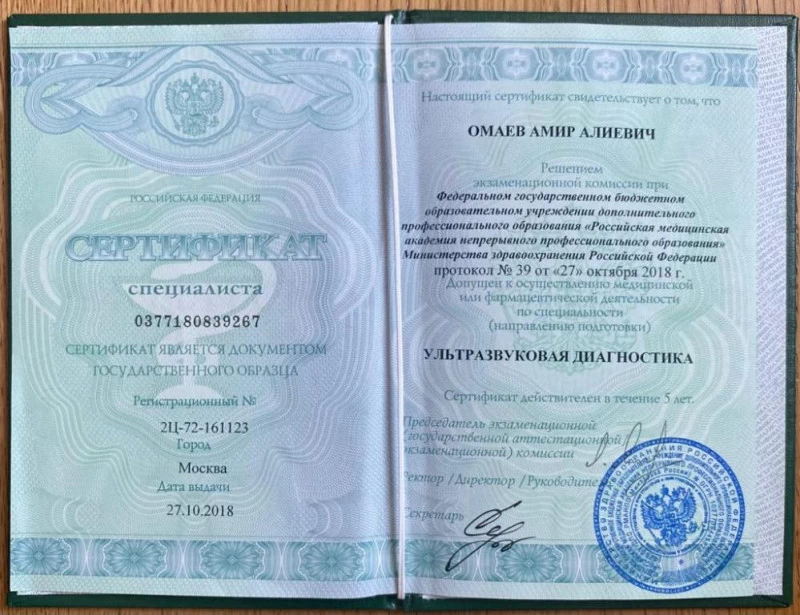 РОССИЙСКАЯ ФЕДЕРАЦИЯ
СЕРТИФИКАТ
специалиста
0377180839267
СЕРТИФИКАТ ЯВЛЯЕТСЯ ДОКУМЕНТОМ
ГОСУДАРСТВЕННОГО ОБРАЗЦА
Регистрационный №
2Ц-72-161123
Город
Москва
Дата выдачи
27.10.2018
Настоящий сертификат свидетельствует о том, что
ОМАЕВ АМИР АЛИЕВИЧ
Решением
экзаменационной комиссии при
Федеральном государственном бюджетном
образовательном учреждении дополнительного
профессионального образования «Российская медицинская
академия непрерывного профессионального образования»
Министерства здравоохранения Российской Федерации
протокол № 39 от «27» октября 2018 г.
Допущен к осуществлению медицинской
или фармацевтической деятельности
по специальности
(направлению подготовки)
УЛЬТРАЗВУКОВАЯ ДИАГНОСТИКА
Сертификат действителен в течение 5 лет.
Председатель экзаменационной
(государственной аттестационной
экзаменационной) комиссии
Ректор /Директор /Руководитель
Секретарь